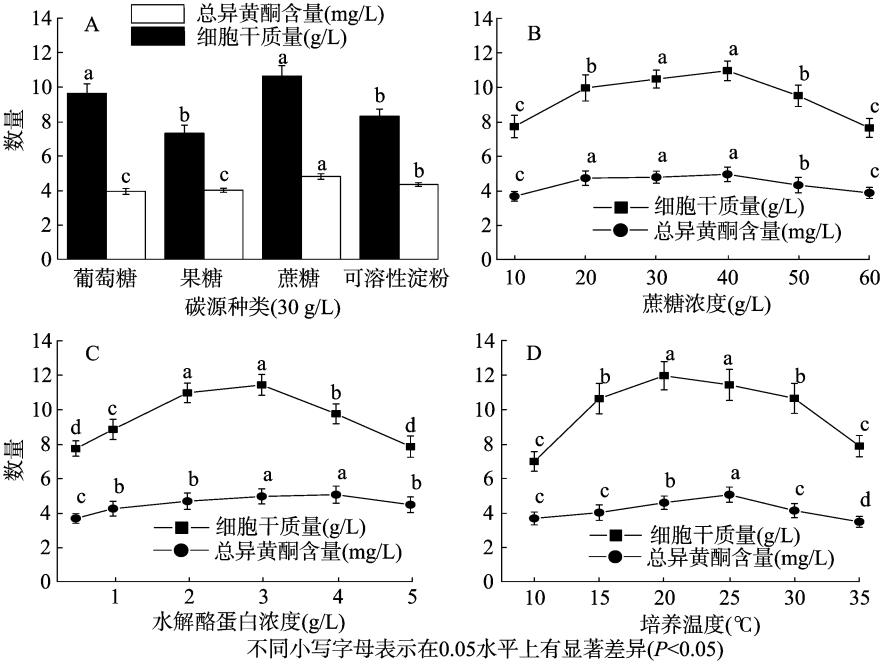 A
总异黄酮含量(mg/L)
细胞干质量(g/L)
数量
14
12
10
8
6
4
2
0
a c
b c
a a
b b
葡萄糖 果糖 蔗糖 可溶性淀粉
碳源种类(30 g/L)
B
14
12
10
8
6
4
2
0
c b a a b c
c a a a b c
细胞干质量(g/L)
总异黄酮含量(mg/L)
10 20 30 40 50 60
蔗糖浓度(g/L)
C
数量
14
12
10
8
6
4
2
0
d c a a b d
c b b a a b
细胞干质量(g/L)
总异黄酮含量(mg/L)
1 2 3 4 5
水解酪蛋白浓度(g/L)
D
14
12
10
8
6
4
2
0
c b a a b c
c c b a c d
细胞干质量(g/L)
总异黄酮含量(mg/L)
10 15 20 25 30 35
培养温度(℃)
不同小写字母表示在0.05水平上有显著差异(P<0.05)